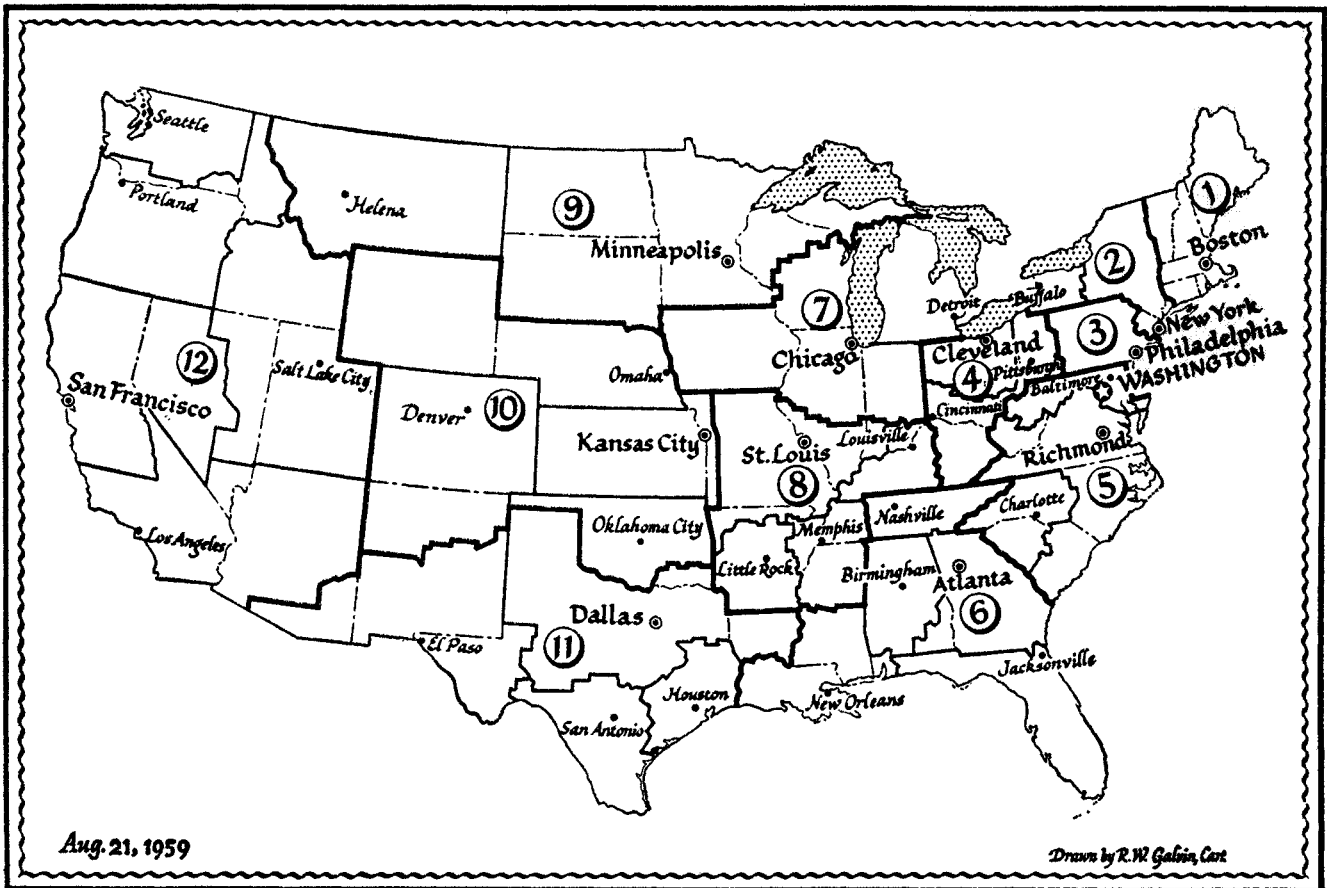 Seattle
Portland
Helena
9
Minneapolis
1
Boston
2
Detroit
Buffalo
7
New York
3
Philadelphia
Cleveland
Chicago
Pittsburgh
WASHINGTON
12
Salt Lake City
Omaha
4
Baltimore
San Francisco
Denver
10
Cincinnati
Kansas City
St. Louis
Louisville
Richmond
8
5
Los Angeles
Oklahoma City
Memphis
Nashville
Charlotte
Little Rock
Birmingham
Atlanta
Dallas
6
11
El Paso
Jacksonville
Houston
New Orleans
San Antonio
Aug. 21, 1959
Drawn by R.W. Galvin, Cart.